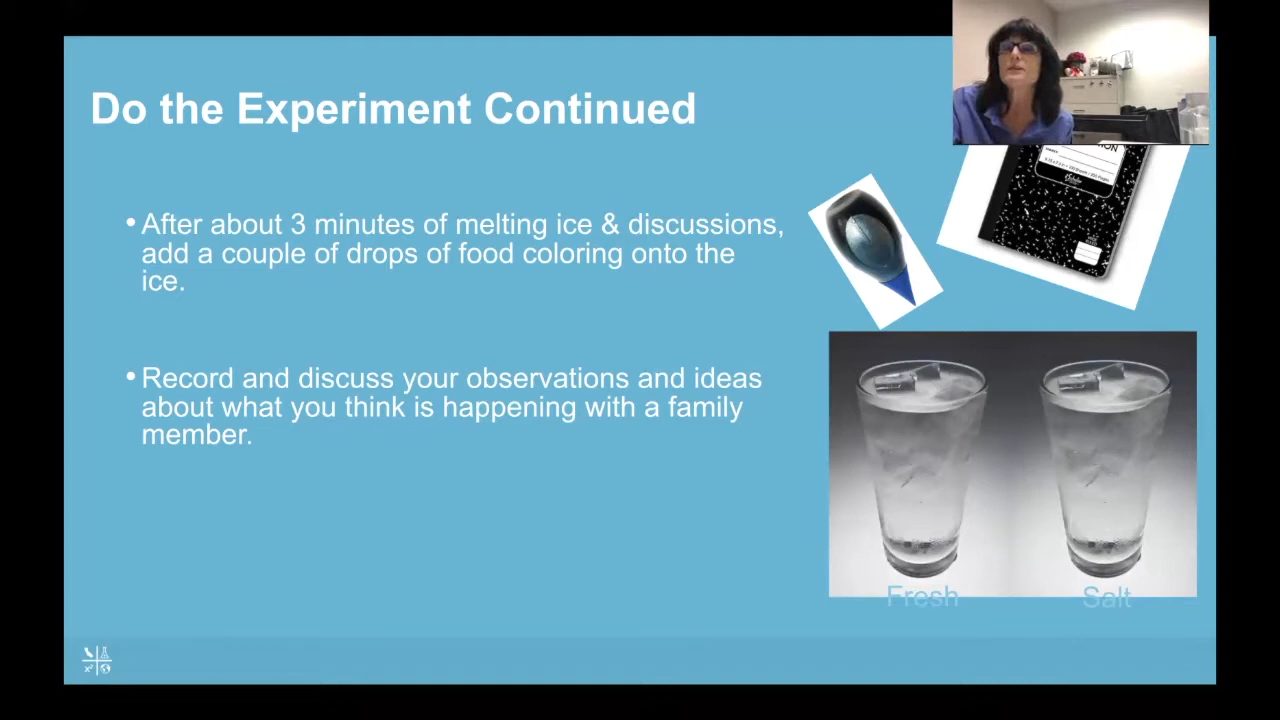 Do the Experiment Continued
• After about 3 minutes of melting ice & discussions,
add a couple of drops of food coloring onto the
ice.
• Record and discuss your observations and ideas
about what you think is happening with a family
member.
Fresh
Salt
x²